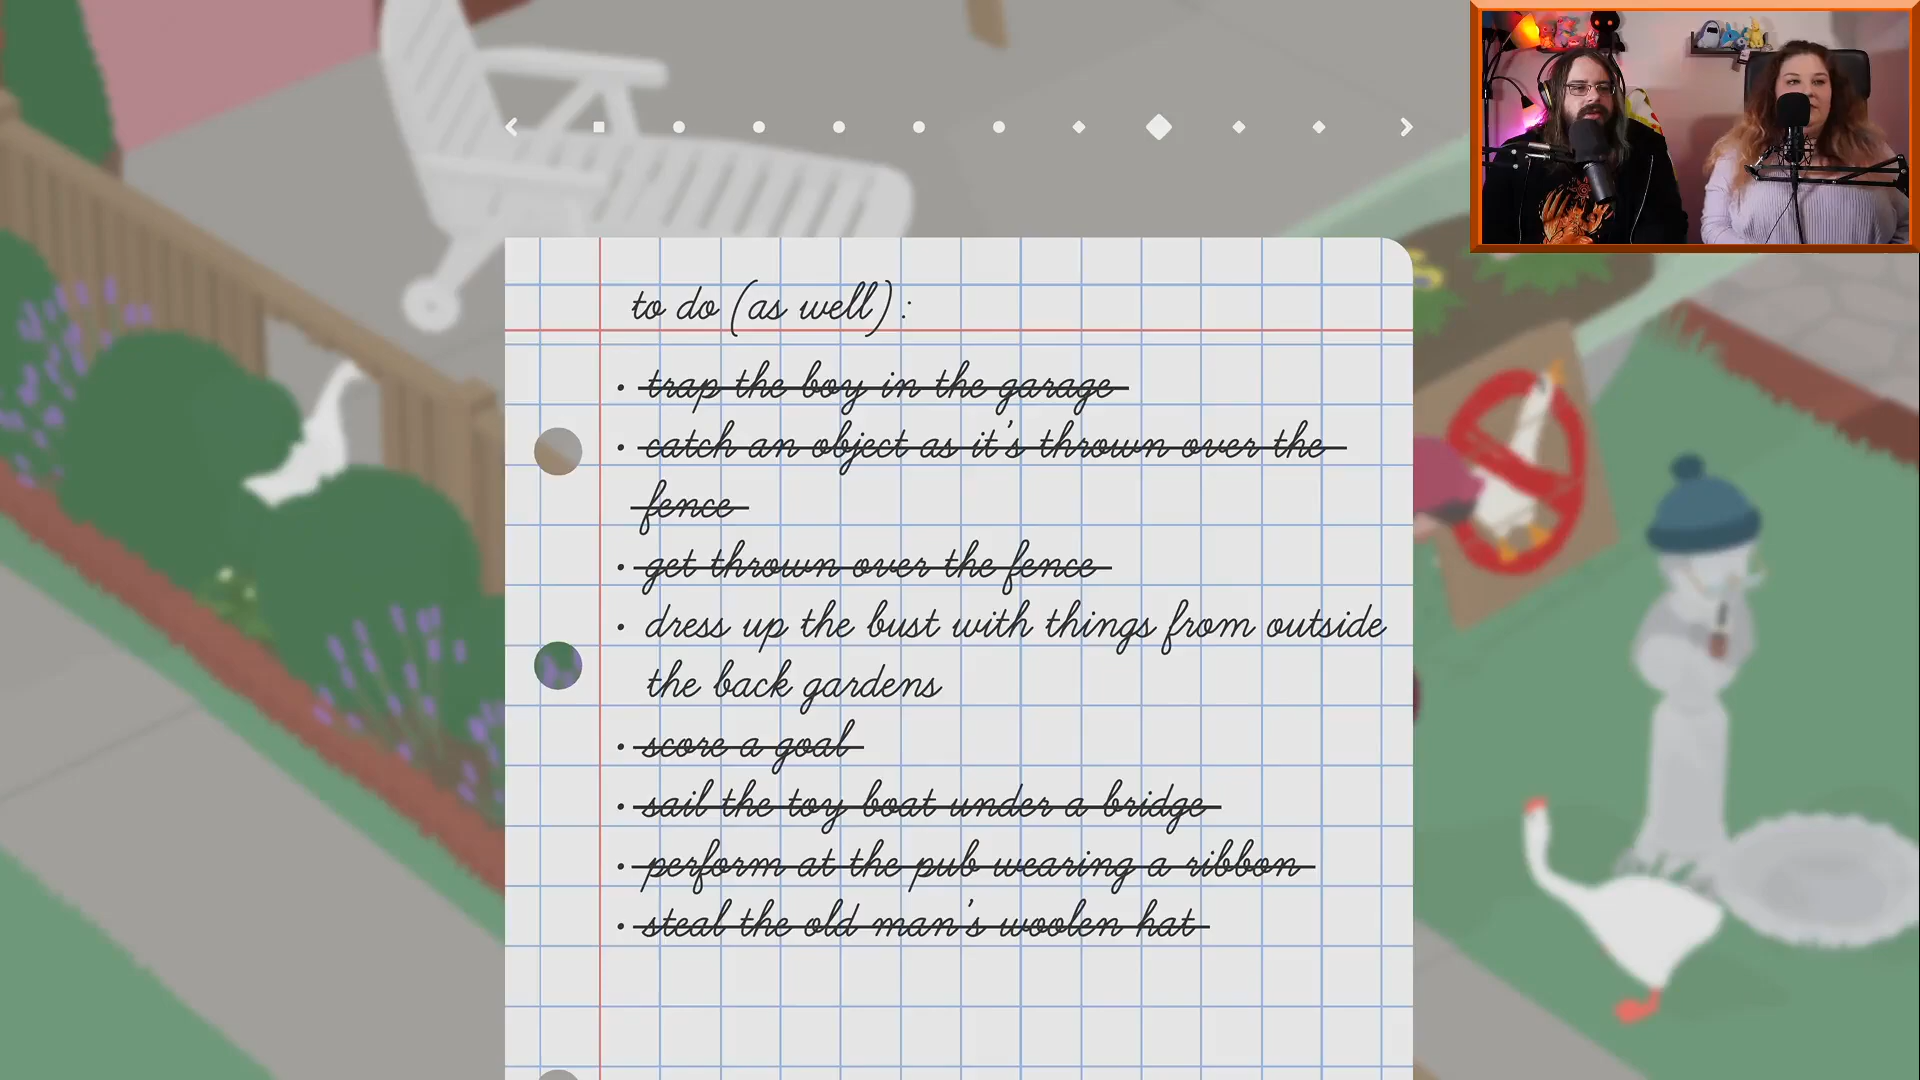 to do (as well) :
• trap the boy in the garage
• catch an object as it's thrown over the
fence
• get thrown over the fence
• dress up the bust with things from outside
the back gardens
• score a goal
• sail the toy boat under a bridge
• perform at the pub wearing a ribbon
• steal the old man's woolen hat